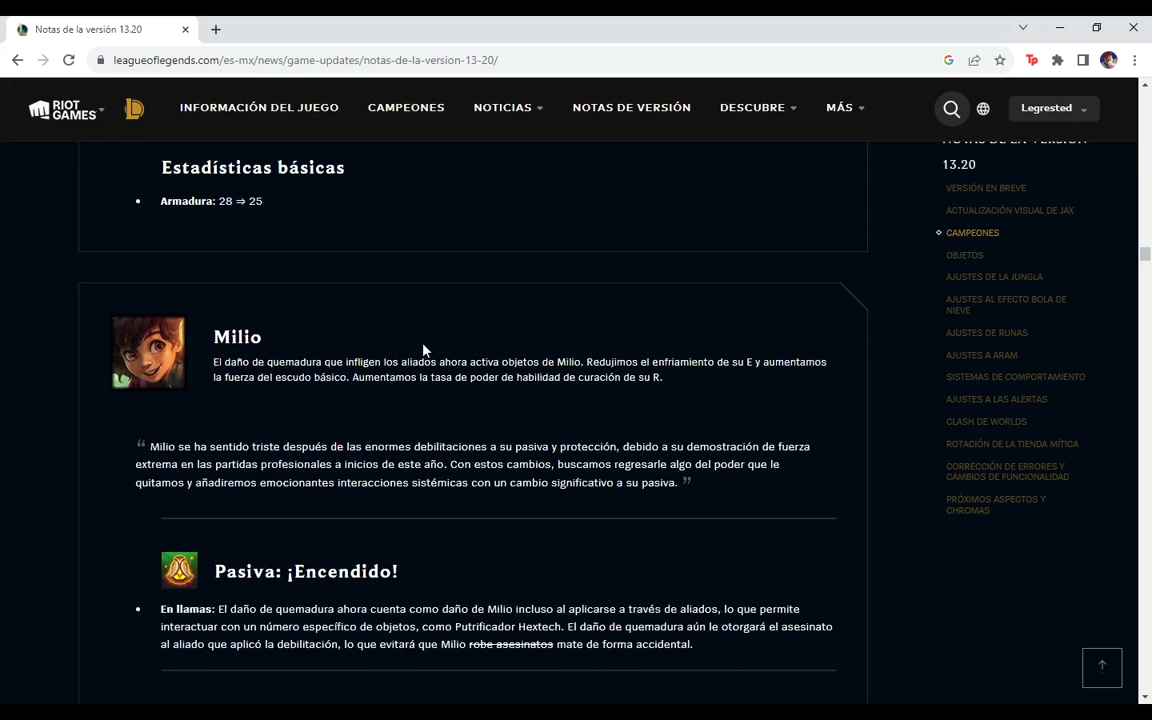 Notas de la versión 13.20
leagueoflegends.com/es-mx/news/game-updates/notas-de-la-version-13-20/
RIOT GAMES
INFORMACIÓN DEL JUEGO
CAMPEONES
NOTICIAS
NOTAS DE VERSIÓN
DESCUBRE
MÁS
Legrested
Estadísticas básicas
Armadura: 28 ⇒ 25
Milio
El daño de quemadura que infligen los aliados ahora activa objetos de Milio. Redujimos el enfriamiento de su E y aumentamos
la fuerza del escudo básico. Aumentamos la tasa de poder de habilidad de curación de su R.
“ Milio se ha sentido triste después de las enormes debilitaciones a su pasiva y protección, debido a su demostración de fuerza
extrema en las partidas profesionales a inicios de este año. Con estos cambios, buscamos regresarle algo del poder que le
quitamos y añadiremos emocionantes interacciones sistémicas con un cambio significativo a su pasiva. ”
Pasiva: ¡Encendido!
En llamas: El daño de quemadura ahora cuenta como daño de Milio incluso al aplicarse a través de aliados, lo que permite
interactuar con un número específico de objetos, como Putrificador Hextech. El daño de quemadura aún le otorgará el asesinato
al aliado que aplicó la debilitación, lo que evitará que Milio robe asesinatos mate de forma accidental.
NOTAS DE LA VERSIÓN
13.20
VERSIÓN EN BREVE
ACTUALIZACIÓN VISUAL DE JAX
CAMPEONES
OBJETOS
AJUSTES DE LA JUNGLA
AJUSTES AL EFECTO BOLA DE
NIEVE
AJUSTES DE RUNAS
AJUSTES A ARAM
SISTEMAS DE COMPORTAMIENTO
AJUSTES A LAS ALERTAS
CLASH DE WORLDS
ROTACIÓN DE LA TIENDA MÍTICA
CORRECCIÓN DE ERRORES Y
CAMBIOS DE FUNCIONALIDAD
PRÓXIMOS ASPECTOS Y
CHROMAS